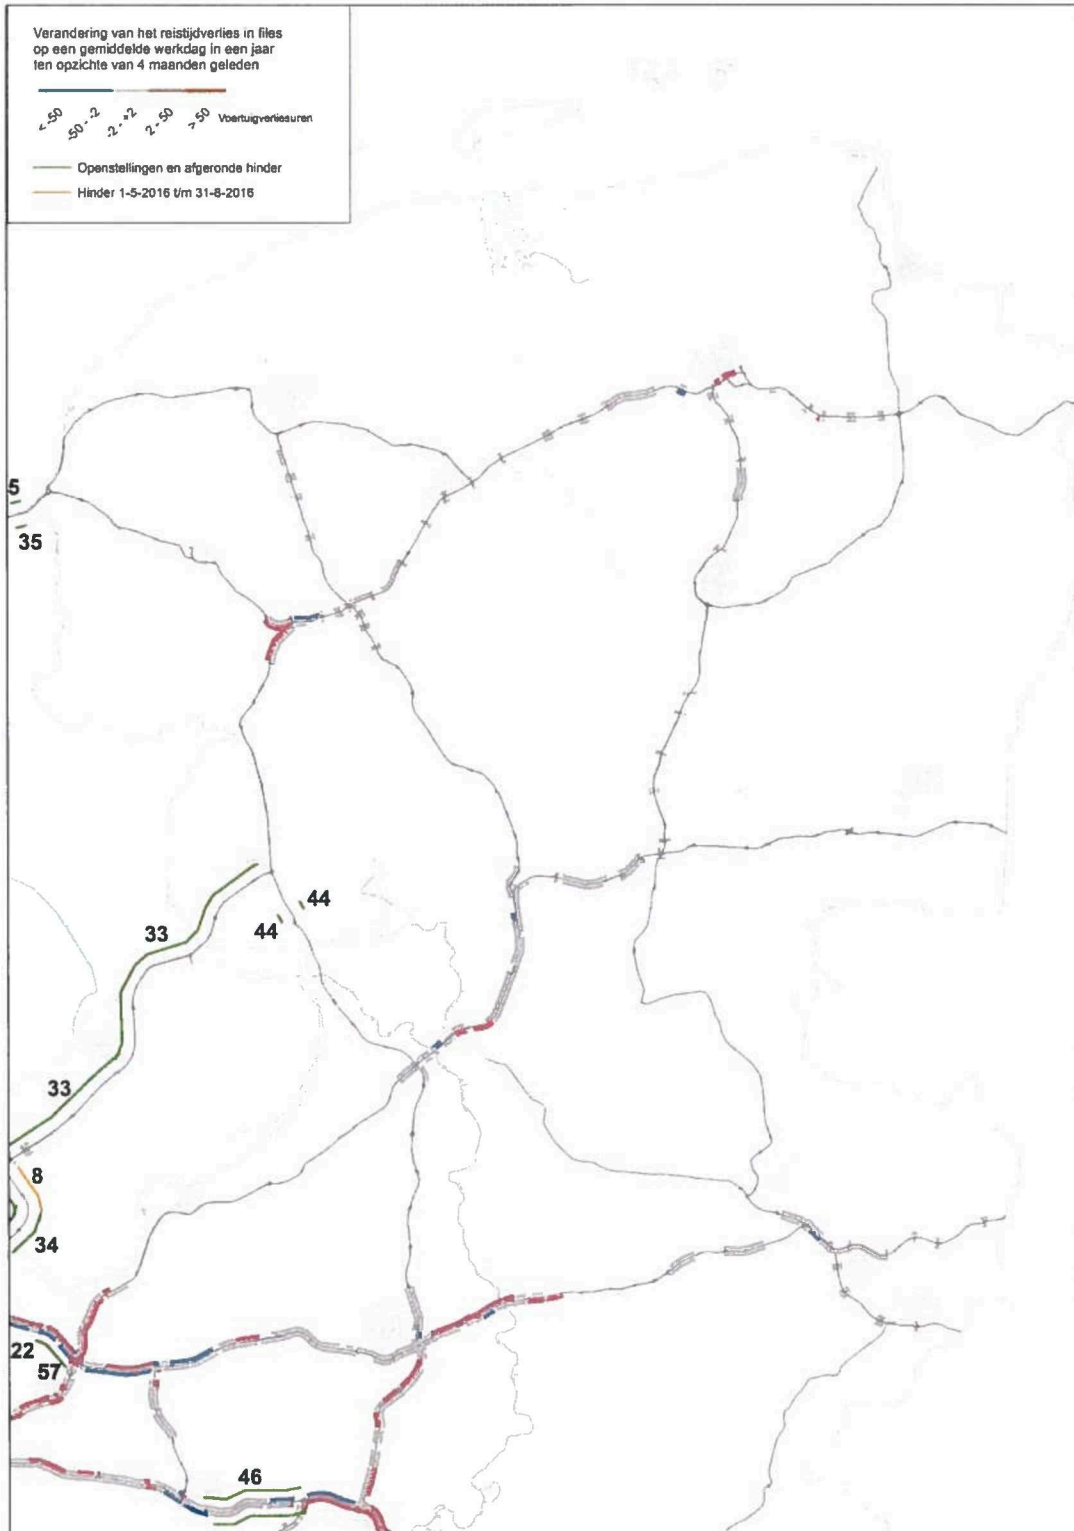 Verandering van het reistijdverlies in files
op een gemiddelde werkdag in een jaar
ten opzichte van 4 maanden geleden
< -50 -50 - -2 -2 - +2 2 - 50 > 50 Voertuigverliesuren
Openstellingen en afgeronde hinder
Hinder 1-5-2016 t/m 31-8-2016
5
35
44
44
33
33
8
34
22
57
46